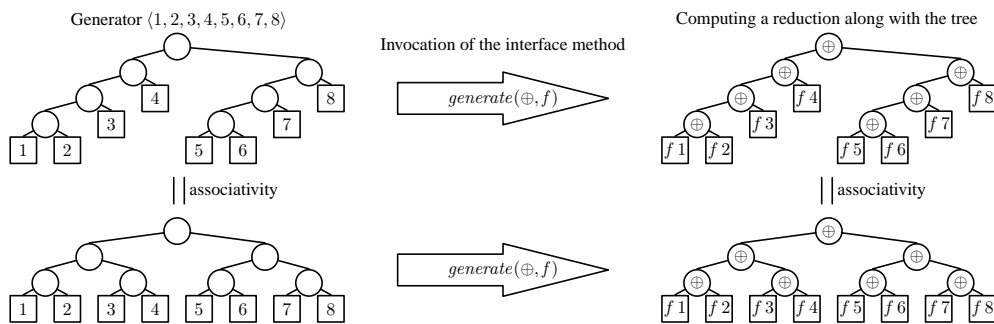 Generator ⟨1, 2, 3, 4, 5, 6, 7, 8⟩
Invocation of the interface method
Computing a reduction along with the tree
⊕
⊕ ⊕
4 8 generate(⊕, f) ⊕ f 4 ⊕ f 8
3 7 ⊕ f 3 ⊕ f 7
1 2 5 6 f 1 f 2 f 5 f 6
associativity associativity
⊕
⊕ ⊕
generate(⊕, f) ⊕ ⊕ ⊕ ⊕
1 2 3 4 5 6 7 8 f 1 f 2 f 3 f 4 f 5 f 6 f 7 f 8